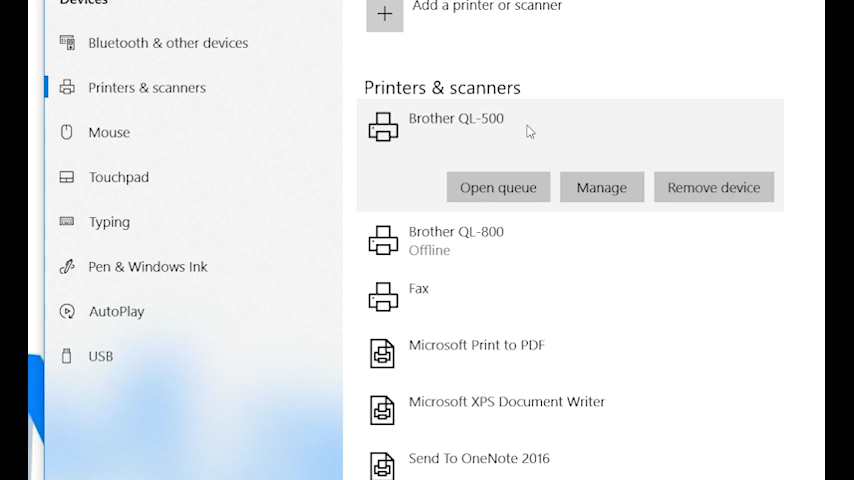 Devices
Bluetooth & other devices
Printers & scanners
Mouse
Touchpad
Typing
Pen & Windows Ink
AutoPlay
USB
Add a printer or scanner
Printers & scanners
Brother QL-500
Open queue Manage Remove device
Brother QL-800
Offline
Fax
Microsoft Print to PDF
Microsoft XPS Document Writer
Send To OneNote 2016